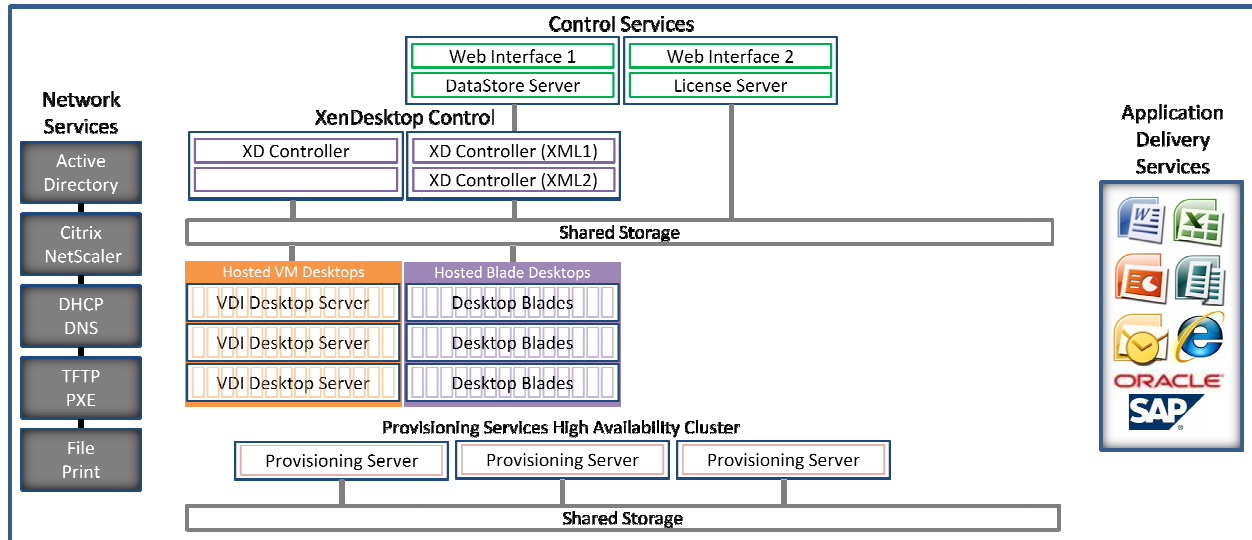 Control Services
Web Interface 1
DataStore Server
Web Interface 2
License Server
Network
Services
Active
Directory
Citrix
NetScaler
DHCP
DNS
TFTP
PXE
File
Print
XenDesktop Control
XD Controller
XD Controller (XML1)
XD Controller (XML2)
Shared Storage
Hosted VM Desktops
VDI Desktop Server
VDI Desktop Server
VDI Desktop Server
Hosted Blade Desktops
Desktop Blades
Desktop Blades
Desktop Blades
Provisioning Services High Availability Cluster
Provisioning Server
Provisioning Server
Provisioning Server
Shared Storage
Application
Delivery
Services
ORACLE
SAP